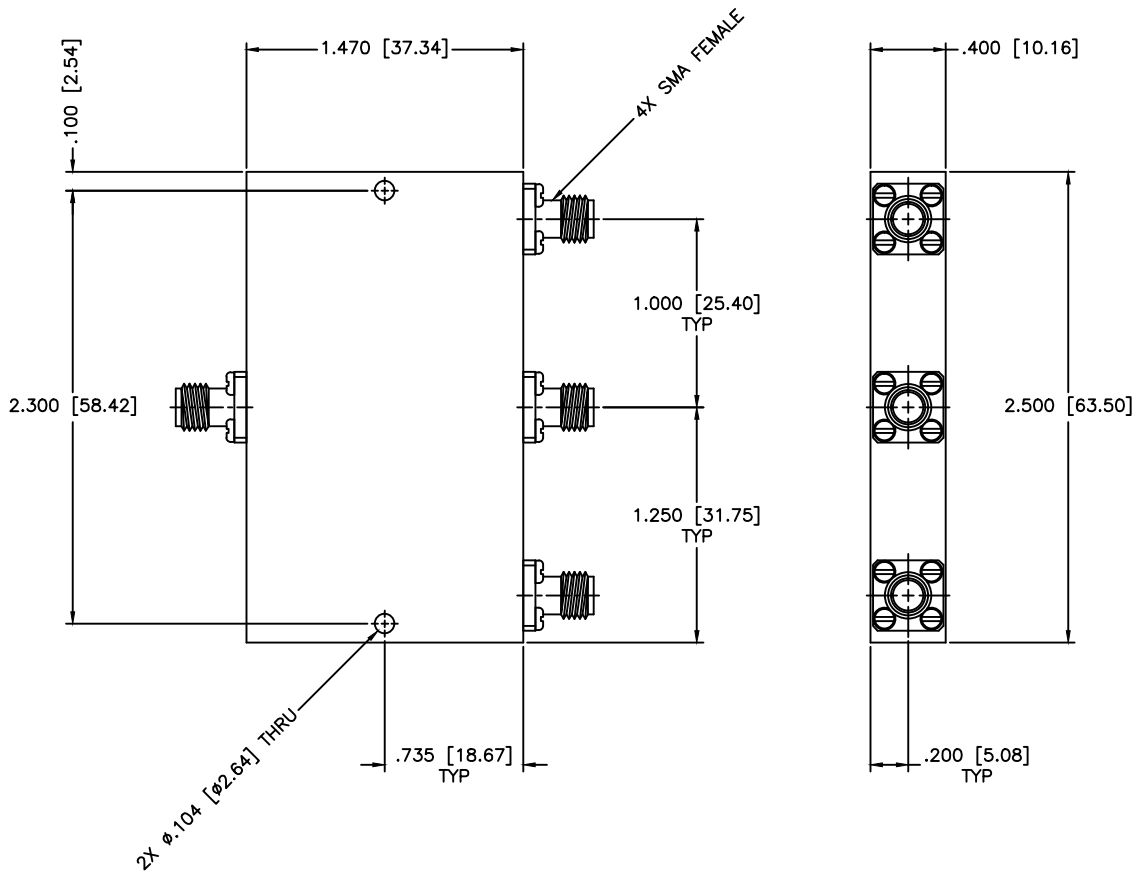 1.470 [37.34]
.400 [10.16]
.100 [2.54]
4X SMA FEMALE
1.000 [25.40]
TYP
2.300 [58.42]
2.500 [63.50]
1.250 [31.75]
TYP
.735 [18.67]
TYP
.200 [5.08]
TYP
2X ø.104 [ø2.64] THRU